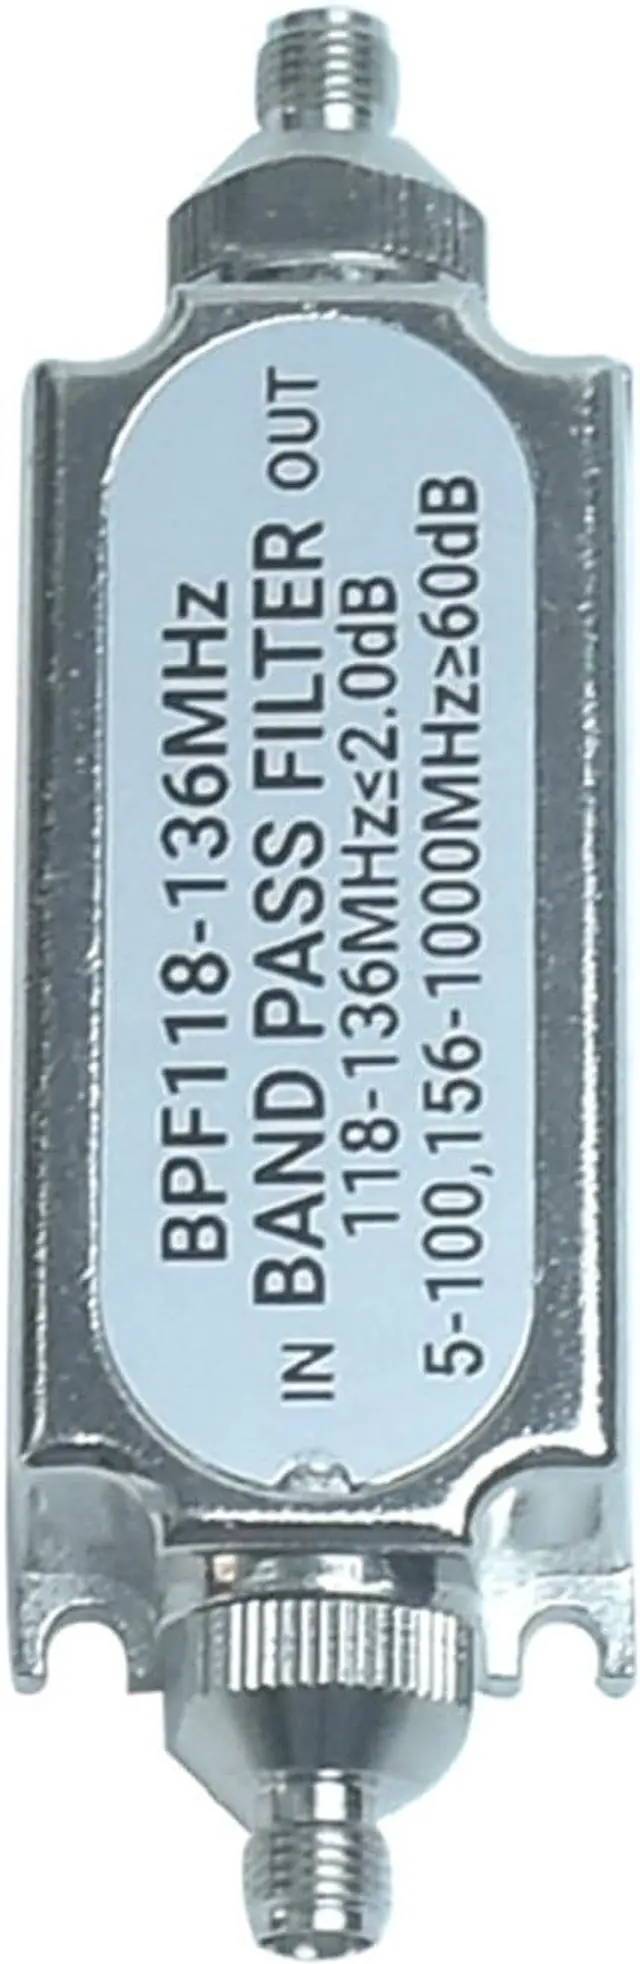 BPF118-136MHz
IN BAND PASS FILTER OUT
118-136MHz≤2.0dB
5-100,156-1000MHz≥60dB